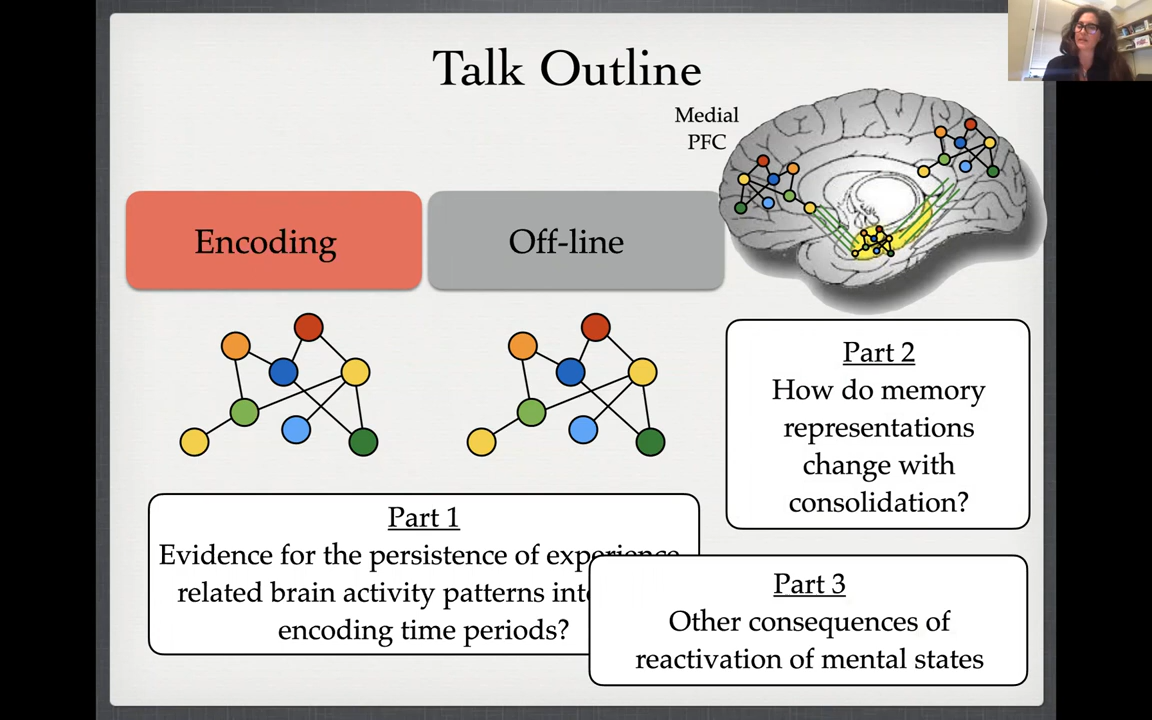 Talk Outline
Medial
PFC
Encoding
Off-line
Part 2
How do memory
representations
change with
consolidation?
Part 1
Evidence for the persistence of experience
related brain activity patterns
encoding time periods?
Part 3
Other consequences of
reactivation of mental states